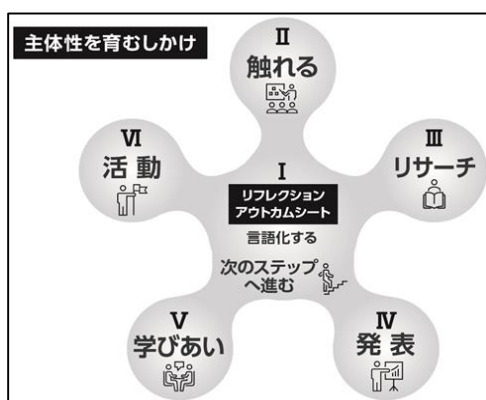 主体性を育むしかけ
Ⅱ
触れる
Ⅵ
活動
Ⅲ
リサーチ
Ⅰ
リフレクション
アウトカムシート
言語化する
次のステップ
へ進む
Ⅴ
学びあい
Ⅳ
発表